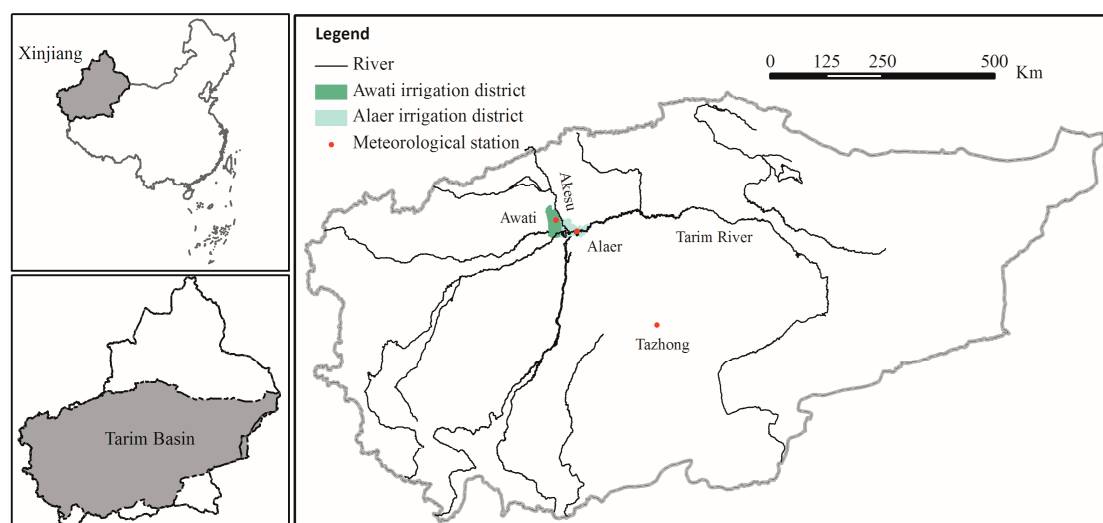 Xinjiang
Tarim Basin
Legend
River
Awati irrigation district
Alaer irrigation district
Meteorological station
0 125 250 500 Km
Akesu
Awati
Alaer
Tarim River
Tazhong